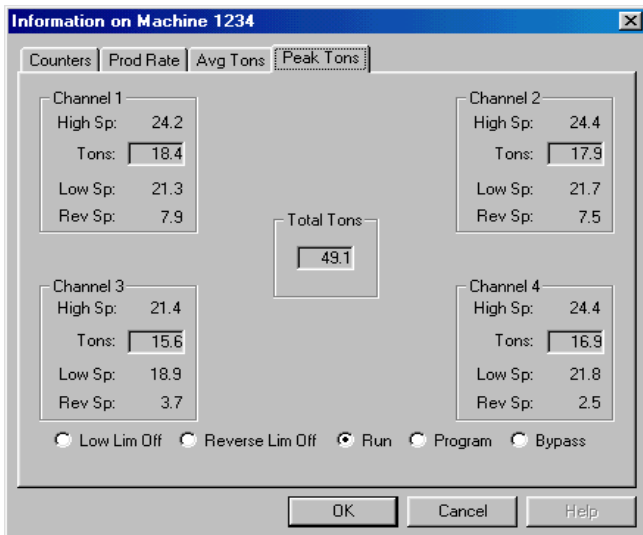 Information on Machine 1234
Counters Prod Rate Avg Tons Peak Tons
Channel 1
High Sp: 24.2
Tons: 18.4
Low Sp: 21.3
Rev Sp: 7.9
Channel 2
High Sp: 24.4
Tons: 17.9
Low Sp: 21.7
Rev Sp: 7.5
Total Tons
49.1
Channel 3
High Sp: 21.4
Tons: 15.6
Low Sp: 18.9
Rev Sp: 3.7
Channel 4
High Sp: 24.4
Tons: 16.9
Low Sp: 21.8
Rev Sp: 2.5
Low Lim Off Reverse Lim Off Run Program Bypass
OK Cancel Help